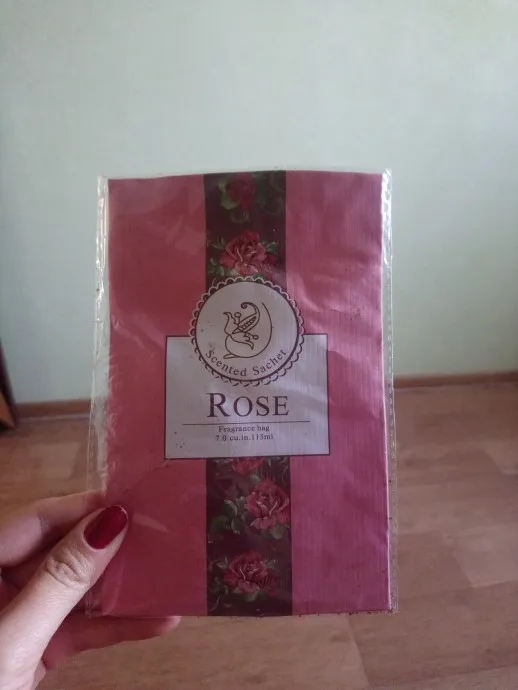 Scented Sachet
ROSE
Fragrance bag
7.0 cu.in.115ml